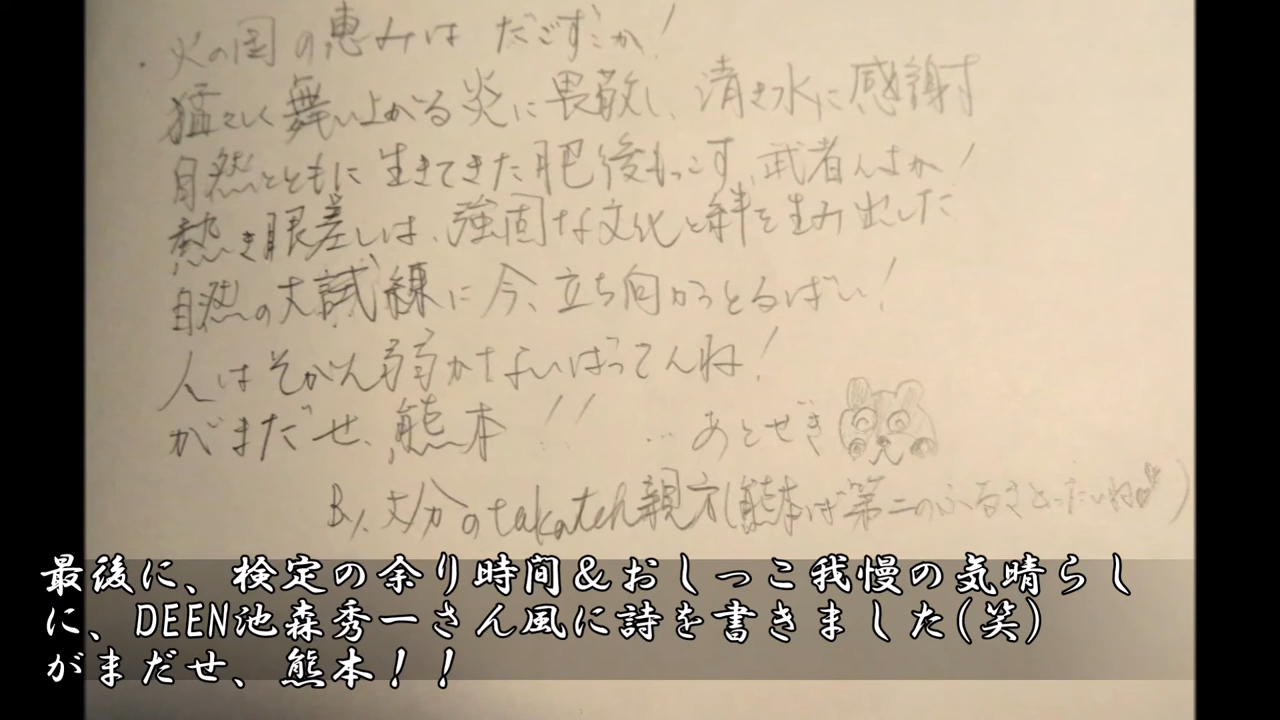 ・火の国の恵みは だごすごか！
猛々しく舞い上がる炎に畏敬し、清き水に感謝す
自然とともに生きてきた肥後もっこす、武者んよか！
熱き眼差しは、強固な文化と絆を生み出した
自然の大試練に今、立ち向かうとるばい！
人はそがん弱かなないばってんね！
がまだせ、熊本！！ …あとぜき
By 大分のtakatch親方(熊本は第二のふるさとったいね)
最後に、検定の余り時間＆おしっこ我慢の気晴らし
に、DEEN池森秀一さん風に詩を書きました(笑)
がまだせ、熊本！！